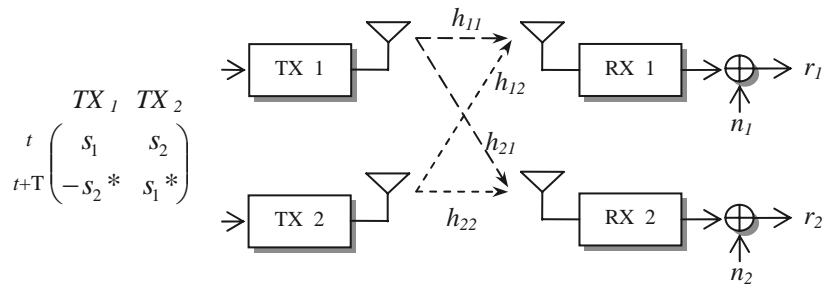 TX 1 TX 2
t s1 s2
t+T −s2* s1*
TX 1
TX 2
h11
h12
h21
h22
RX 1
RX 2
n1
r1
n2
r2